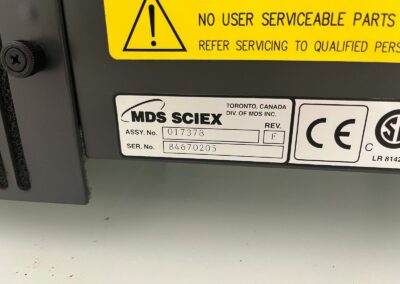 NO USER SERVICEABLE PARTS
REFER SERVICING TO QUALIFIED PERS
MDS SCIEX
TORONTO, CANADA
DIV. OF MDS INC.
ASSY. No. 017378
REV. F
SER. No. B4670205
CE
C
LR 8142